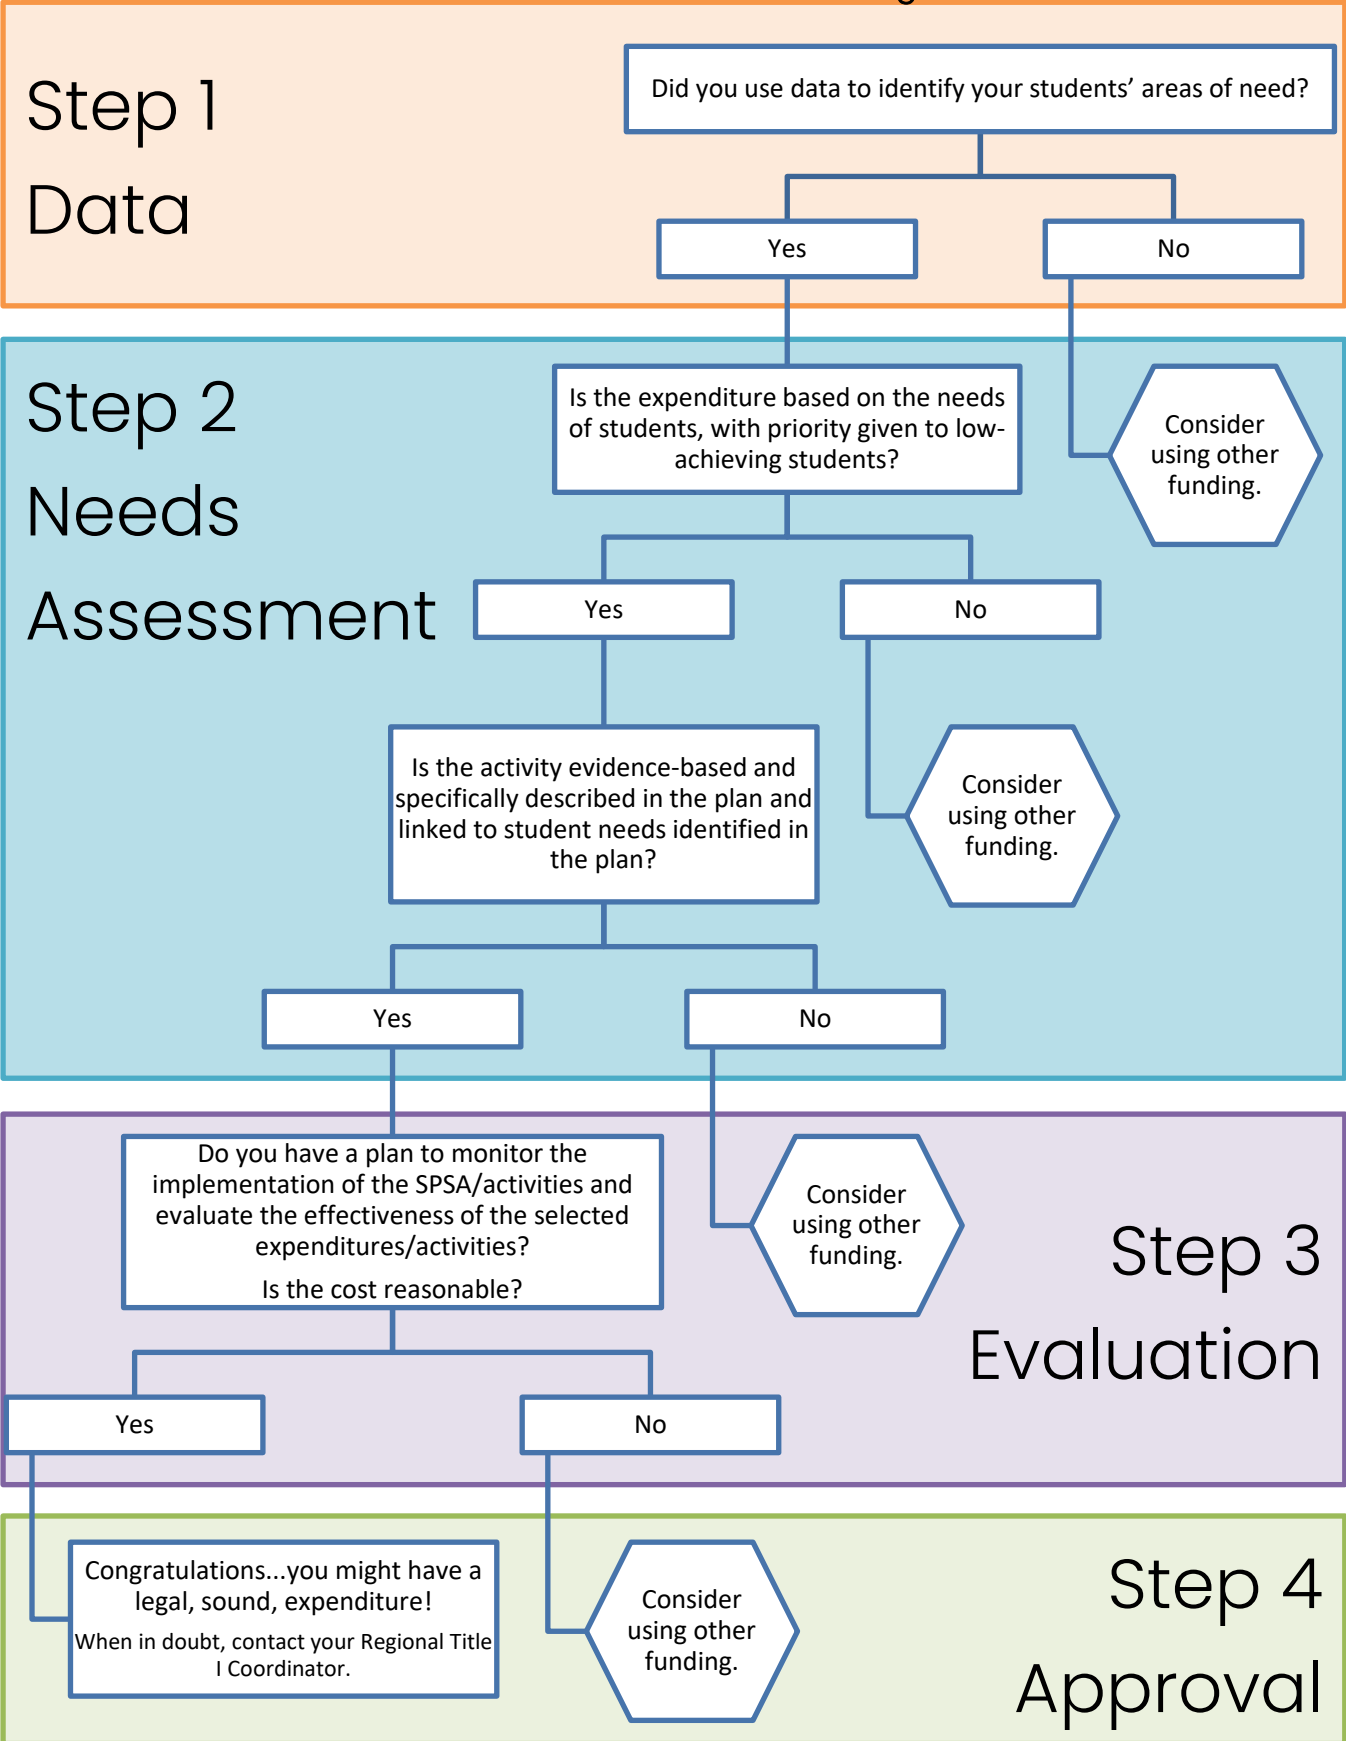 Step 1
Data
Did you use data to identify your students’ areas of need?
Yes
No
Step 2
Needs
Assessment
Is the expenditure based on the needs
of students, with priority given to low-
achieving students?
Consider
using other
funding.
Yes
No
Is the activity evidence-based and
specifically described in the plan and
linked to student needs identified in
the plan?
Consider
using other
funding.
Yes
No
Do you have a plan to monitor the
implementation of the SPSA/activities and
evaluate the effectiveness of the selected
expenditures/activities?
Is the cost reasonable?
Consider
using other
funding.
Step 3
Evaluation
Yes
No
Congratulations...you might have a
legal, sound, expenditure!
When in doubt, contact your Regional Title
I Coordinator.
Consider
using other
funding.
Step 4
Approval